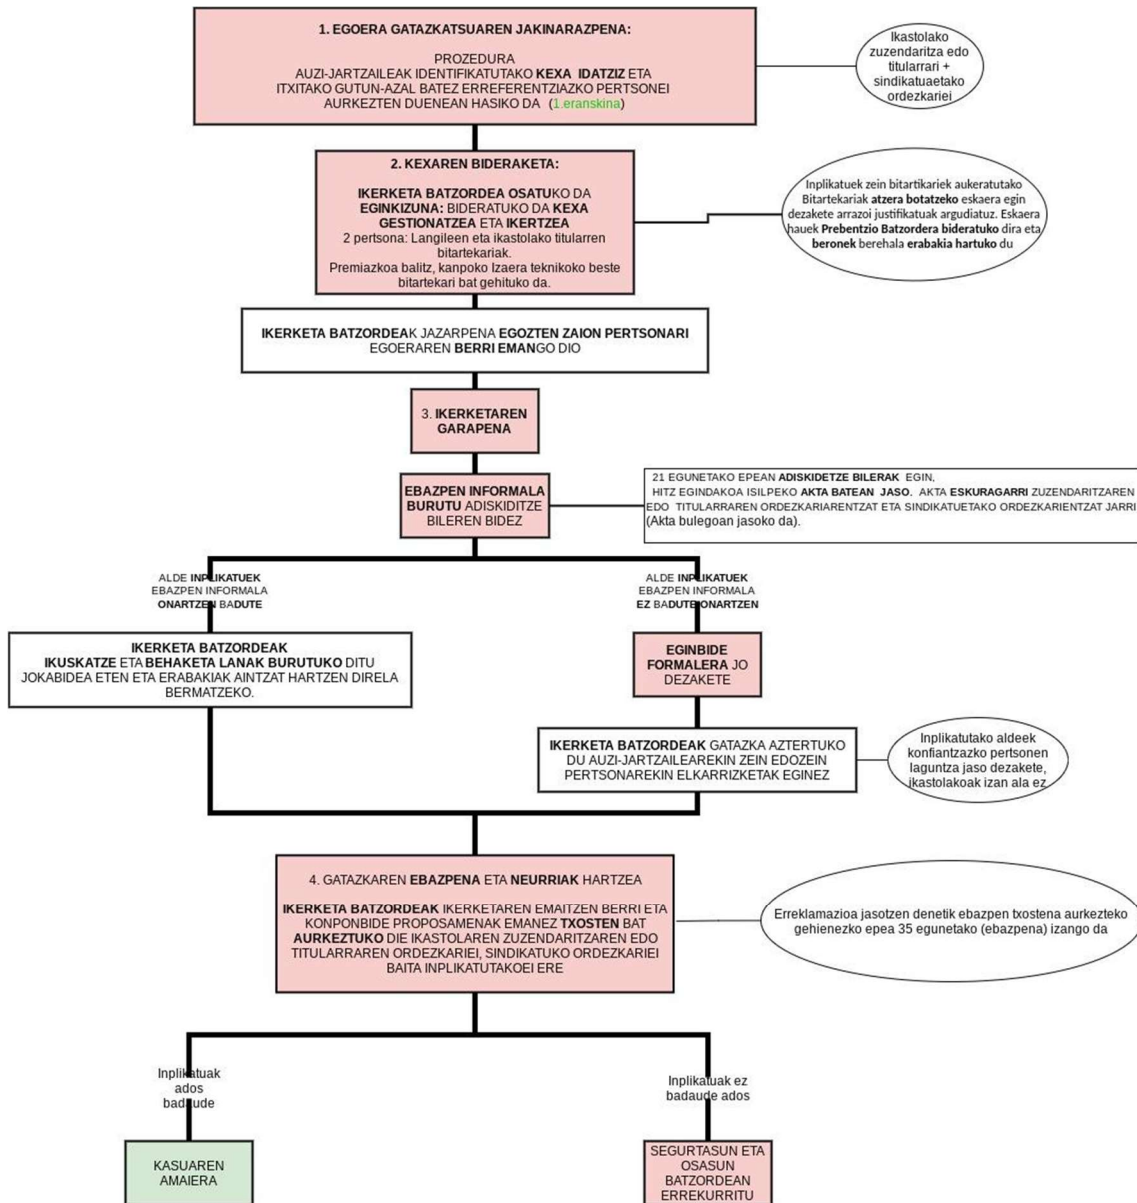 1. EGOERA GATAZKATSUAREN JAKINARAZPENA:
PROZEDURA
AUZI-JARTZAILEAK IDENTIFIKATUTAKO KEXA IDATZIZ ETA
ITXITAKO GUTUN-AZAL BATEZ ERREFERENTZIAZKO PERTSONEI
AURKEZTEN DUENEAN HASIKO DA (1.eranskina)
Ikastolako
zuzendaritza edo
titularrari +
sindikatuaetako
ordezkariei
2. KEXAREN BIDERAKETA:
IKERKETA BATZORDEA OSATUKO DA
EGINKIZUNA: BIDERATUKO DA KEXA
GESTIONATZEA ETA IKERTZEA
2 pertsona: Langileen eta ikastolako titularren
bitartekariak.
Premiazkoa balitz, kanpoko Izaera teknikoko beste
bitartekari bat gehituko da.
Inplikatuek zein bitartikariek aukeratutako
Bitartekariak atzera botatzeko eskaera egin
dezakete arrazoi justifikatuak argudiatuz. Eskaera
hauek Prebentzio Batzordera bideratuko dira eta
beronek berehala erabakia hartuko du
IKERKETA BATZORDEAK JAZARPENA EGOZTEN ZAION PERTSONARI
EGOERAREN BERRI EMANGO DIO
3. IKERKETAREN
GARAPENA
EBAZPEN INFORMALA
BURUTU ADISKIDITZE
BILEREN BIDEZ
21 EGUNETAKO EPEAN ADISKIDETZE BILERAK EGIN,
HITZ EGINDAKOA ISILPEKO AKTA BATEAN JASO. AKTA ESKURAGARRI ZUZENDARITZAREN
EDO TITULARRAREN ORDEZKARIARENTZAT ETA SINDIKATUETAKO ORDEZKARIENTZAT JARRI
(Akta bulegoan jasoko da).
ALDE INPLIKATUEK
EBAZPEN INFORMALA
ONARTZEN BADUTE
ALDE INPLIKATUEK
EBAZPEN INFORMALA
EZ BADUTE ONARTZEN
IKERKETA BATZORDEAK
IKUSKATZE ETA BEHAKETA LANAK BURUTUKO DITU
JOKABIDEA ETEN ETA ERABAKIAK AINTZAT HARTZEN DIRELA
BERMATZEKO.
EGINBIDE
FORMALERA JO
DEZAKETE
IKERKETA BATZORDEAK GATAZKA AZTERTUKO
DU AUZI-JARTZAILEAREKIN ZEIN EDOZEIN
PERTSONAREKIN ELKARRIZKETAK EGINEZ
Inplikatutako aldeek
konfiantzazko pertsonen
laguntza jaso dezakete,
ikastolakoak izan ala ez
4. GATAZKAREN EBAZPENA ETA NEURRIAK HARTZEA
IKERKETA BATZORDEAK IKERKETAREN EMAITZEN BERRI ETA
KONPONBIDE PROPOSAMENAK EMANEZ TXOSTEN BAT
AURKEZTUKO DIE IKASTOLAREN ZUZENDARITZAREN EDO
TITULARRAREN ORDEZKARIEI, SINDIKATUKO ORDEZKARIEI
BAITA INPLIKATUTAKOEI ERE
Erreklamazioa jasotzen denetik ebazpen txostena aurkezteko
gehienezko epea 35 egunetako (ebazpena) izango da
Inplikatuak
ados
badaude
Inplikatuak ez
badaude ados
KASUAREN
AMAIERA
SEGURTASUN ETA
OSASUN
BATZORDEAN
ERREKURRITU